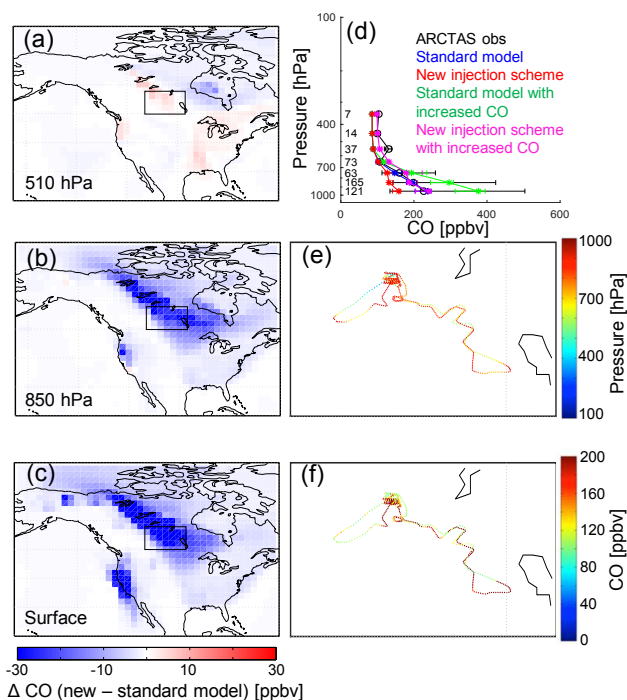 (a)
510 hPa
(b)
850 hPa
(c)
Surface
-30 -10 10 30
Δ CO (new – standard model) [ppbv]
(d)
ARCTAS obs
Standard model
New injection scheme
Standard model with
increased CO
New injection scheme
with increased CO
Pressure [hPa]
100
400
700
1000
7
14
37
73
63
165
121
0 200 400 600
CO [ppbv]
(e)
1000
700
400
100
Pressure [hPa]
(f)
200
160
120
80
40
0
CO [ppbv]